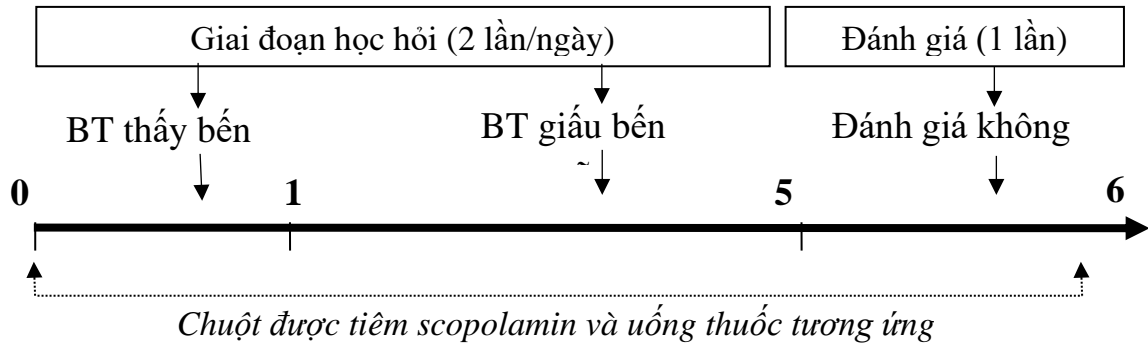 Giai đoạn học hỏi (2 lần/ngày)
Đánh giá (1 lần)
BT thấy bến
BT giấu bến
Đánh giá không
0
1
5
6
Chuột được tiêm scopolamin và uống thuốc tương ứng